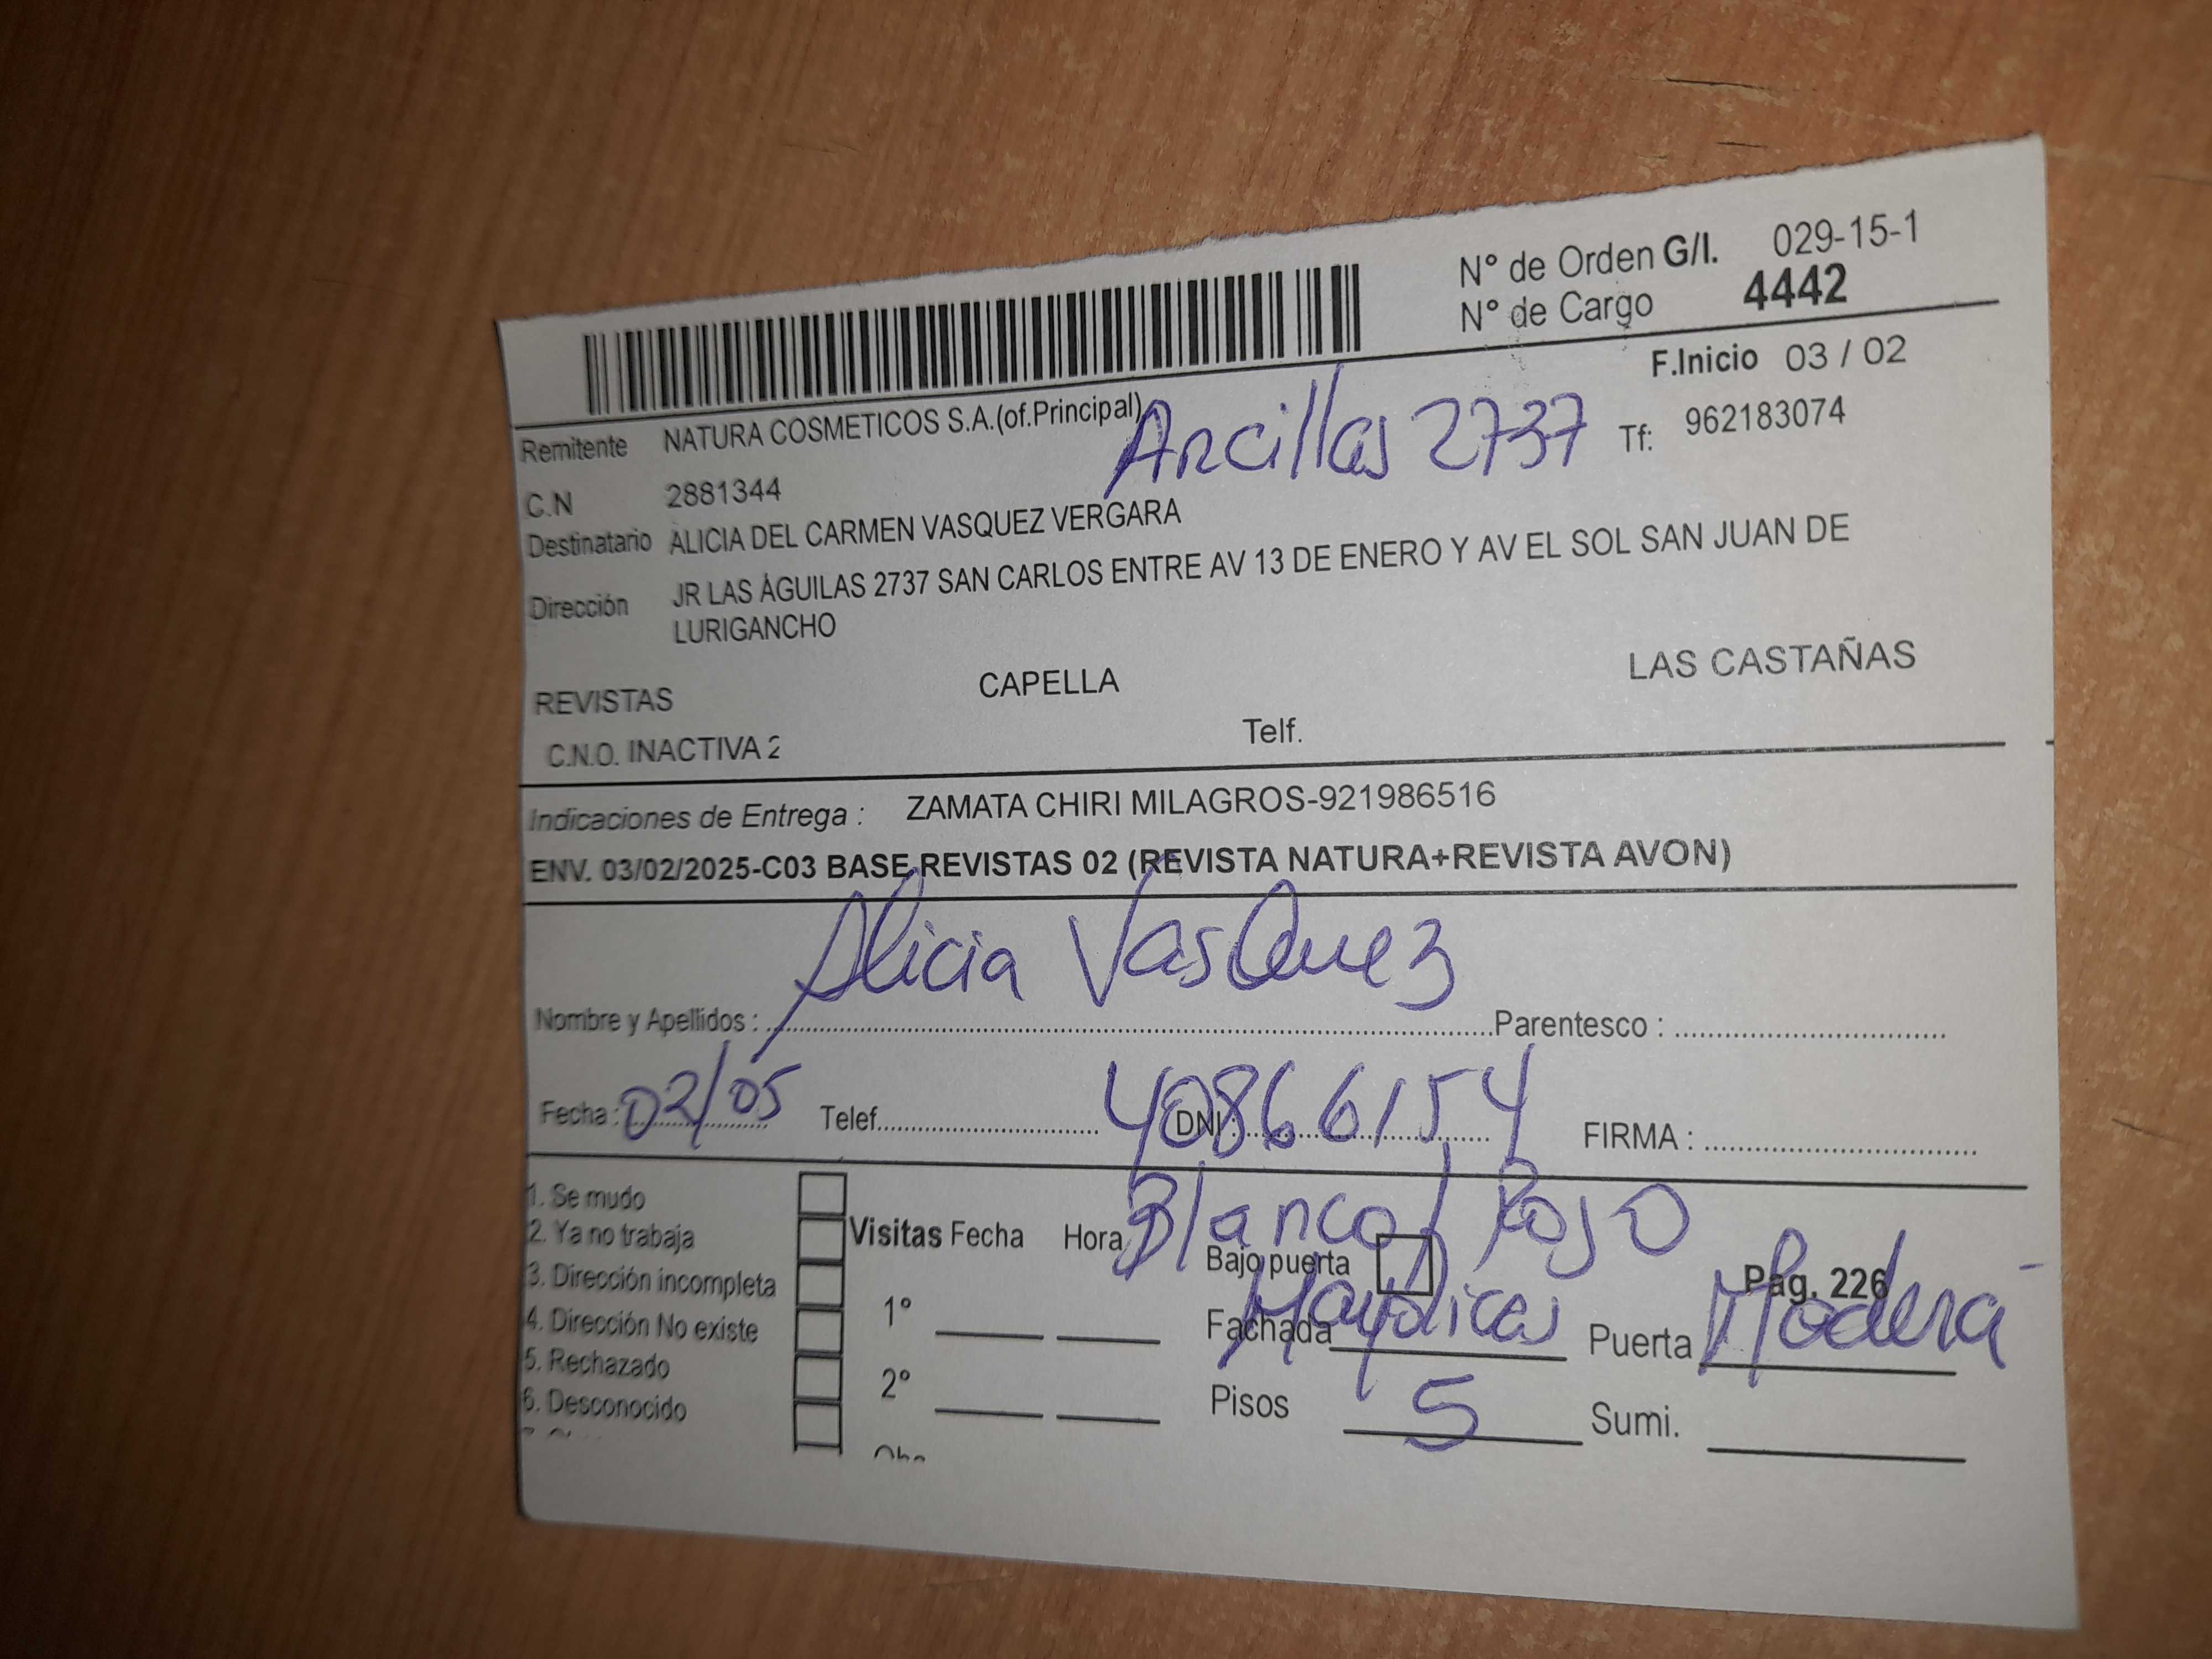 N° de Orden G/I. 029-15-1
N° de Cargo 4442
F.Inicio 03 / 02
Remitente NATURA COSMETICOS S.A.(of.Principal) Arcillas 2737 Tf: 962183074
C.N 2881344
Destinatario ALICIA DEL CARMEN VASQUEZ VERGARA
Dirección JR LAS ÁGUILAS 2737 SAN CARLOS ENTRE AV 13 DE ENERO Y AV EL SOL SAN JUAN DE
LURIGANCHO
REVISTAS CAPELLA LAS CASTAÑAS
C.N.O. INACTIVA 2 Telf.
Indicaciones de Entrega : ZAMATA CHIRI MILAGROS-921986516
ENV. 03/02/2025-C03 BASE REVISTAS 02 (REVISTA NATURA+REVISTA AVON)
Nombre y Apellidos : Alicia VasQuez Parentesco :
Fecha : 02/05 Telef. DNI 40866154 FIRMA :
1. Se mudo
2. Ya no trabaja Visitas Fecha Hora Blanco/Rojo
Bajo puerta Pag. 226
3. Dirección incompleta
4. Dirección No existe 1° Fachada Mayolicas Puerta Madera
5. Rechazado
6. Desconocido 2° Pisos 5 Sumi.